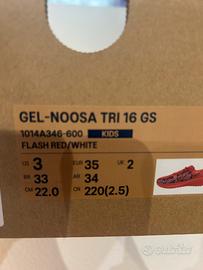 GEL-NOOSA TRI 16 GS
1014A346-600 KIDS
FLASH RED/WHITE
US 3 EUR 35 UK 2
BR 33 AR 34
CM 22.0 CN 220(2.5)
subito